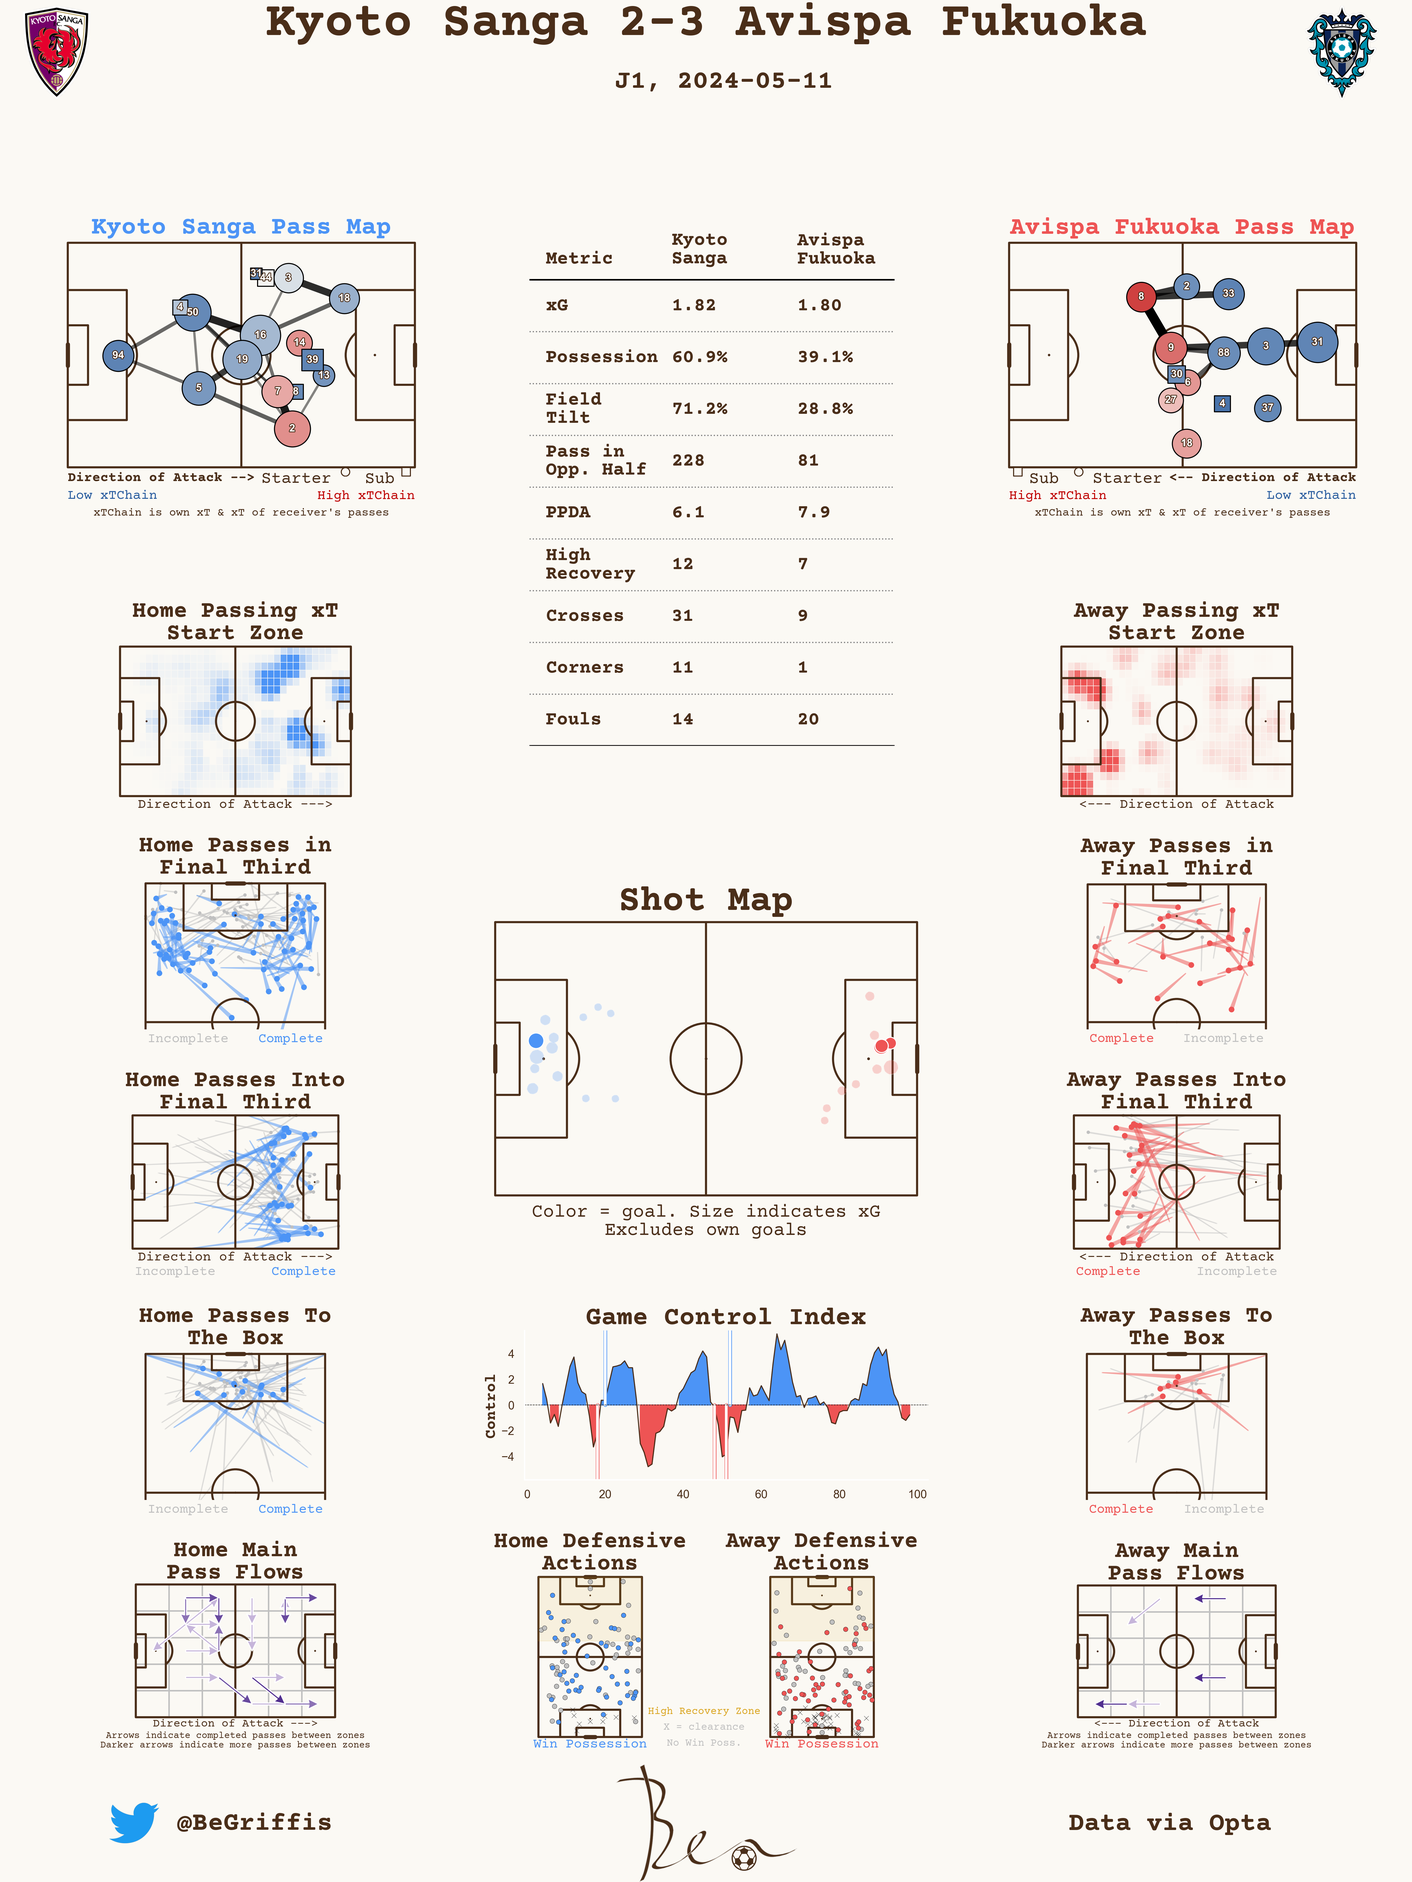 Kyoto Sanga 2-3 Avispa Fukuoka
J1, 2024-05-11
KYOTO SANGA
Kyoto Sanga Pass Map
31 44 3
18
4 50
16
14
94 19 39
13
5 7 8
2
Direction of Attack --> Starter Sub
Low xTChain High xTChain
xTChain is own xT & xT of receiver's passes
Metric Kyoto Sanga Avispa Fukuoka
xG 1.82 1.80
Possession 60.9% 39.1%
Field Tilt 71.2% 28.8%
Pass in Opp. Half 228 81
PPDA 6.1 7.9
High Recovery 12 7
Crosses 31 9
Corners 11 1
Fouls 14 20
Avispa Fukuoka Pass Map
8 2 33
9 88 3 31
30 6
27 4 37
18
Sub Starter <-- Direction of Attack
High xTChain Low xTChain
xTChain is own xT & xT of receiver's passes
Home Passing xT
Start Zone
Direction of Attack --->
Away Passing xT
Start Zone
<--- Direction of Attack
Home Passes in
Final Third
Incomplete Complete
Away Passes in
Final Third
Complete Incomplete
Shot Map
Color = goal. Size indicates xG
Excludes own goals
Home Passes Into
Final Third
Direction of Attack --->
Incomplete Complete
Away Passes Into
Final Third
<--- Direction of Attack
Complete Incomplete
Home Passes To
The Box
Incomplete Complete
Game Control Index
Control
4
2
0
−2
−4
0 20 40 60 80 100
Away Passes To
The Box
Complete Incomplete
Home Main
Pass Flows
Direction of Attack --->
Arrows indicate completed passes between zones
Darker arrows indicate more passes between zones
Home Defensive
Actions
Win Possession
High Recovery Zone
X = clearance
No Win Poss.
Away Defensive
Actions
Win Possession
Away Main
Pass Flows
<--- Direction of Attack
Arrows indicate completed passes between zones
Darker arrows indicate more passes between zones
@BeGriffis
Ben
Data via Opta